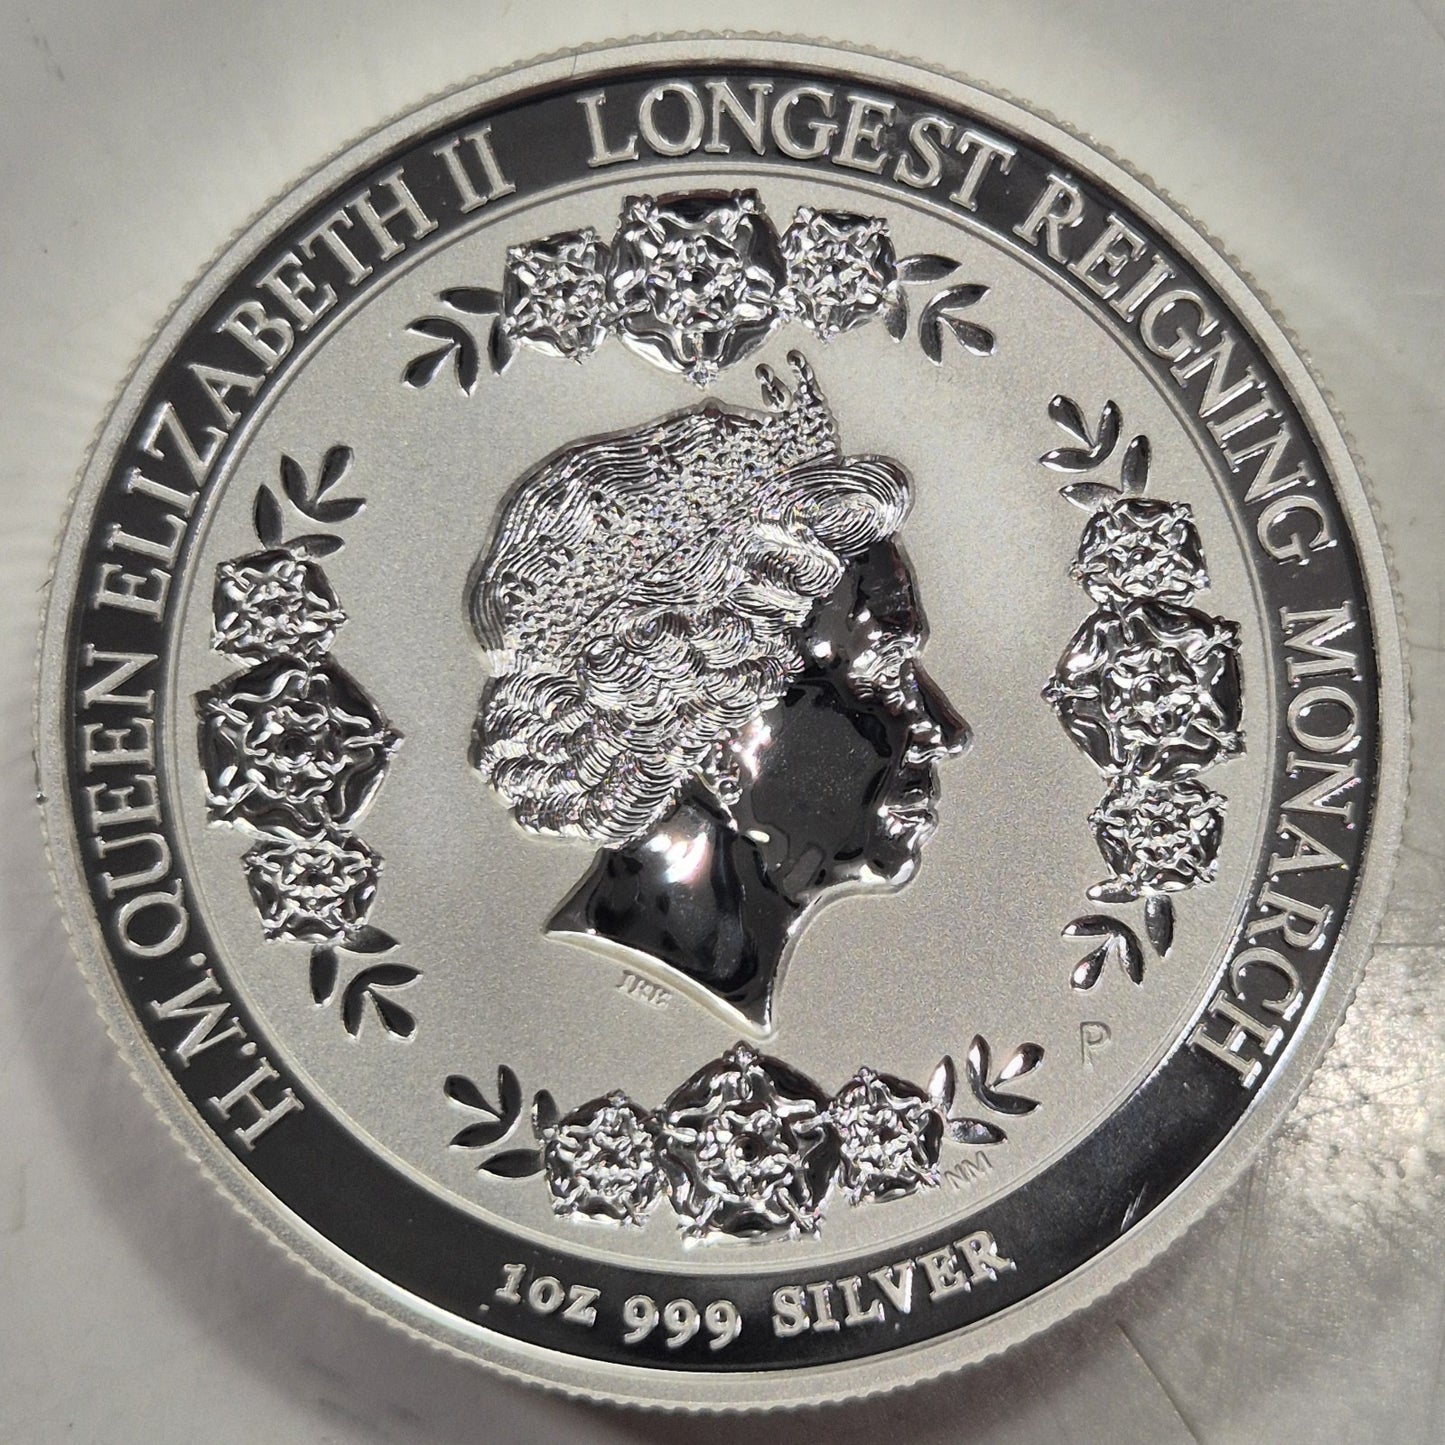 H.M. QUEEN ELIZABETH II LONGEST REIGNING MONARCH
IRB
P
NM
1oz 999 SILVER